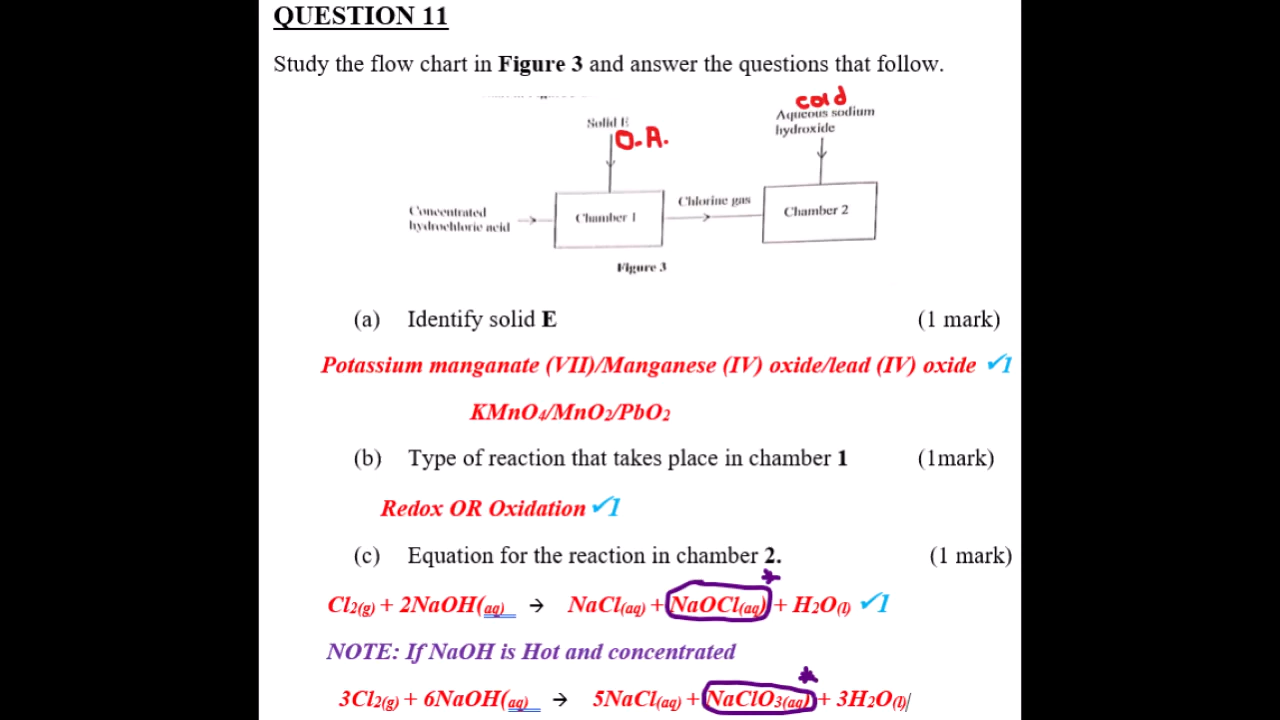 QUESTION 11
Study the flow chart in Figure 3 and answer the questions that follow.
cold
Aqueous sodium
hydroxide
Solid E
O.A.
Concentrated
hydrochloric acid
Chamber 1
Chlorine gas
Chamber 2
Figure 3
(a) Identify solid E (1 mark)
Potassium manganate (VII)/Manganese (IV) oxide/lead (IV) oxide ✓1
KMnO4/MnO2/PbO2
(b) Type of reaction that takes place in chamber 1 (1mark)
Redox OR Oxidation ✓1
(c) Equation for the reaction in chamber 2. (1 mark)
Cl2(g) + 2NaOH(aq) → NaCl(aq) + NaOCl(aq) + H2O(l) ✓1
NOTE: If NaOH is Hot and concentrated
3Cl2(g) + 6NaOH(aq) → 5NaCl(aq) + NaClO3(aq) + 3H2O(l)/